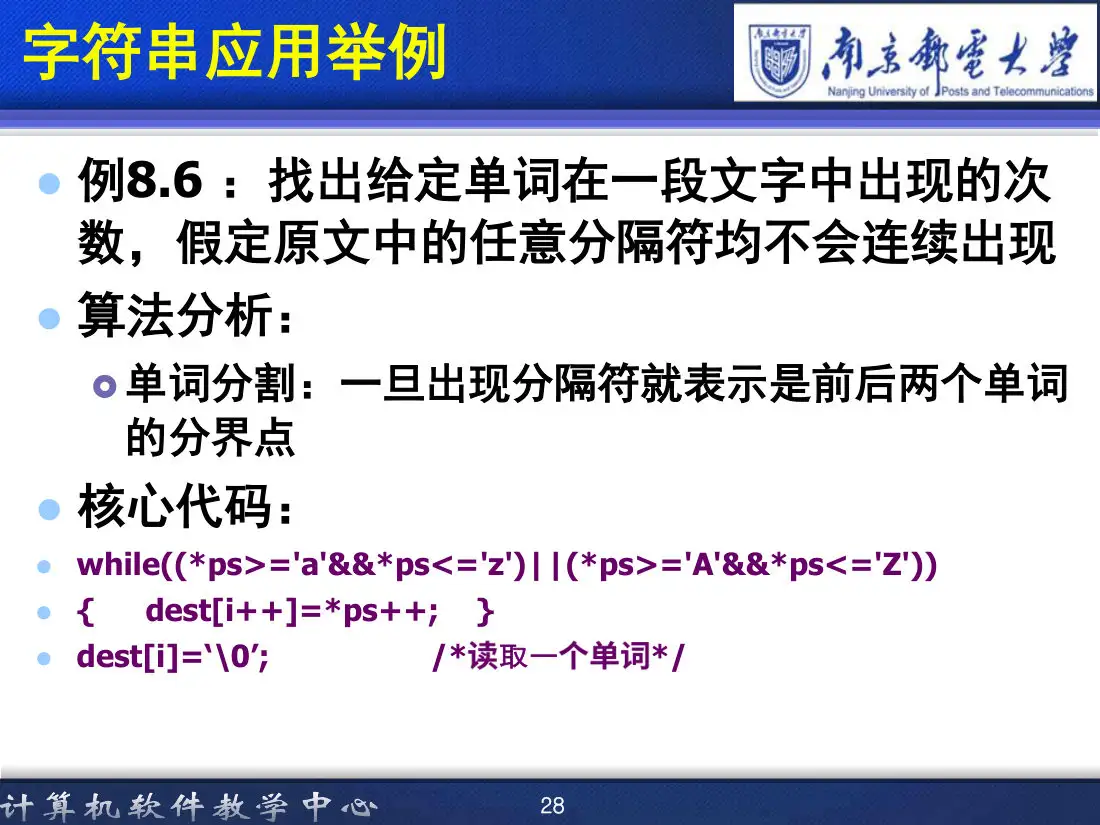 字符串应用举例
南京郵電大學
Nanjing University of Posts and Telecommunications
例8.6 ：找出给定单词在一段文字中出现的次
数，假定原文中的任意分隔符均不会连续出现
算法分析：
单词分割：一旦出现分隔符就表示是前后两个单词
的分界点
核心代码：
while((*ps>='a'&&*ps<='z')||(*ps>='A'&&*ps<='Z'))
{ dest[i++]=*ps++; }
dest[i]=‘\0’; /*读取一个单词*/
计算机软件教学中心
28